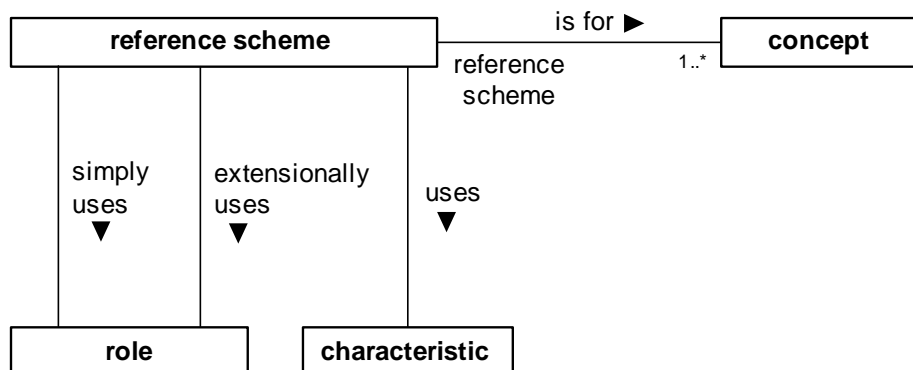 is for ▶
reference scheme
concept
reference
scheme
1..*
simply
uses
extensionally
uses
uses
role
characteristic